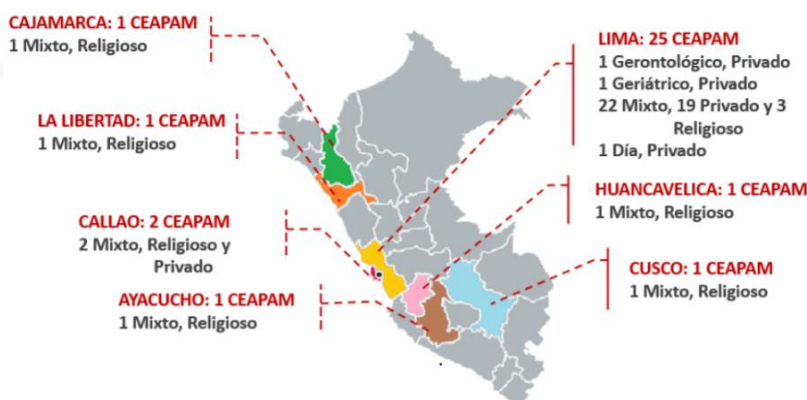 CAJAMARCA: 1 CEAPAM
1 Mixto, Religioso
LA LIBERTAD: 1 CEAPAM
1 Mixto, Religioso
CALLAO: 2 CEAPAM
2 Mixto, Religioso y
Privado
AYACUCHO: 1 CEAPAM
1 Mixto, Religioso
LIMA: 25 CEAPAM
1 Gerontológico, Privado
1 Geriátrico, Privado
22 Mixto, 19 Privado y 3
Religioso
1 Día, Privado
HUANCAVELICA: 1 CEAPAM
1 Mixto, Religioso
CUSCO: 1 CEAPAM
1 Mixto, Religioso